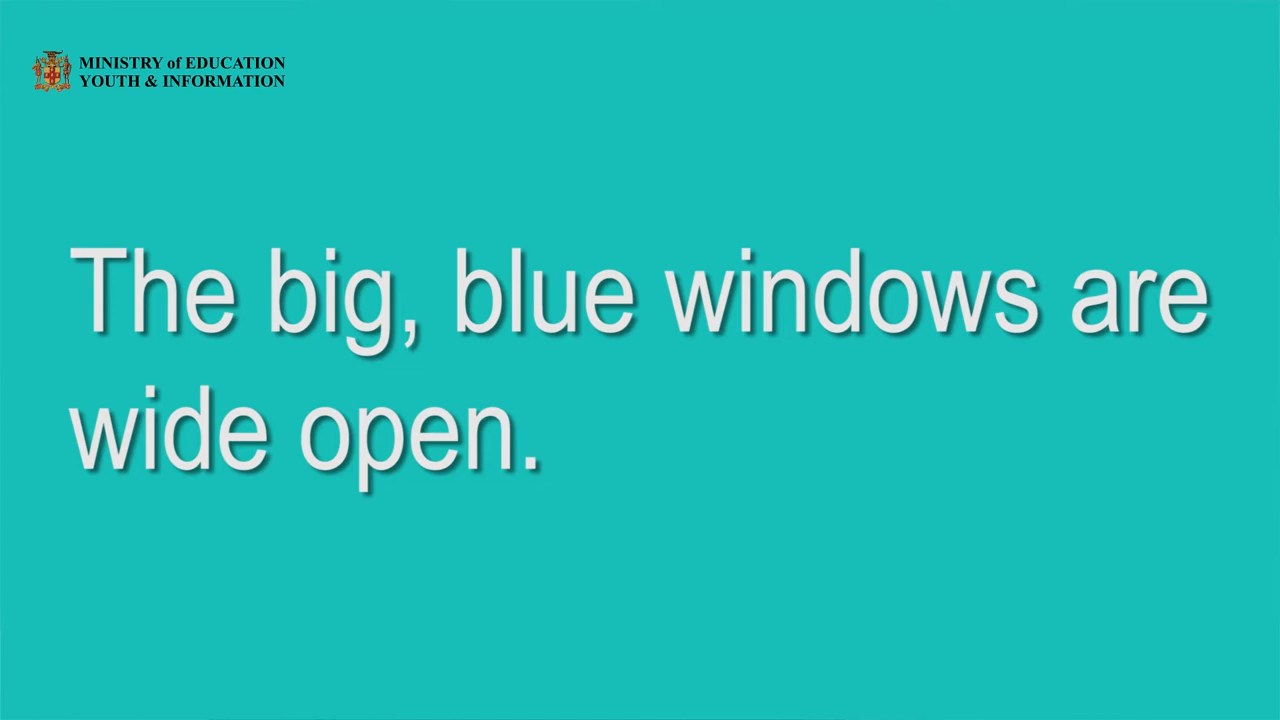 MINISTRY of EDUCATION
YOUTH & INFORMATION
The big, blue windows are
wide open.